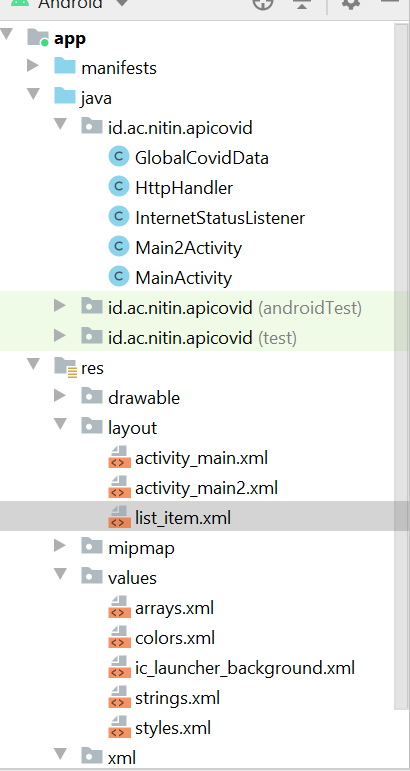 Android
app
manifests
java
id.ac.nitin.apicovid
GlobalCovidData
HttpHandler
InternetStatusListener
Main2Activity
MainActivity
id.ac.nitin.apicovid (androidTest)
id.ac.nitin.apicovid (test)
res
drawable
layout
activity_main.xml
activity_main2.xml
list_item.xml
mipmap
values
arrays.xml
colors.xml
ic_launcher_background.xml
strings.xml
styles.xml
xml